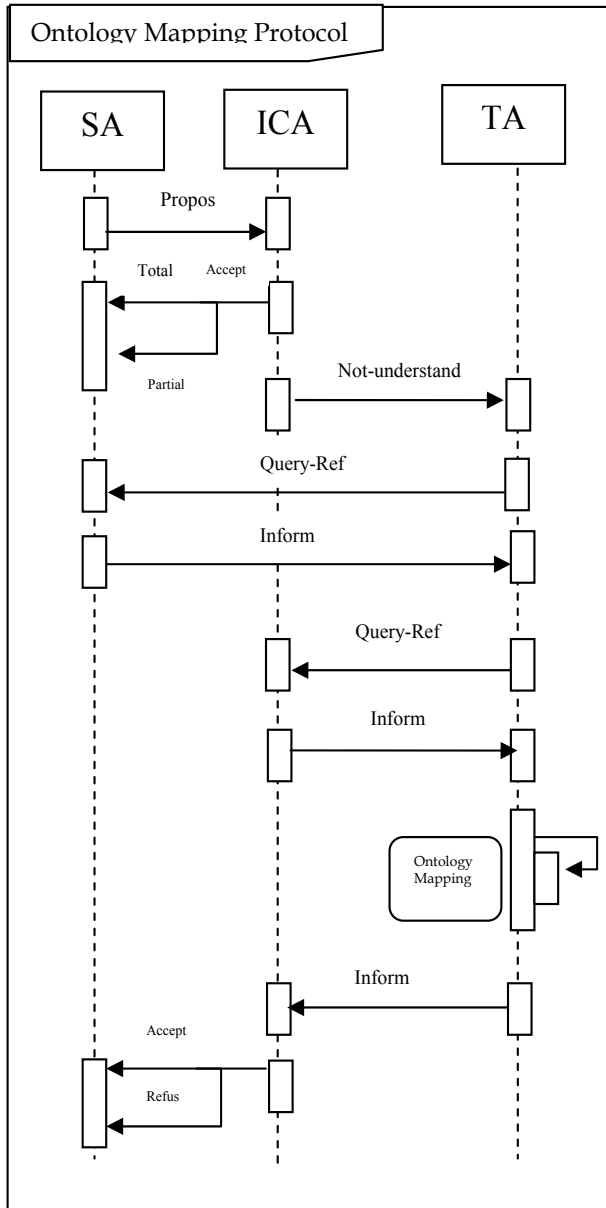 Ontology Mapping Protocol
SA
ICA
TA
Propos
Total
Accept
Partial
Not-understand
Query-Ref
Inform
Query-Ref
Inform
Ontology
Mapping
Inform
Accept
Refus